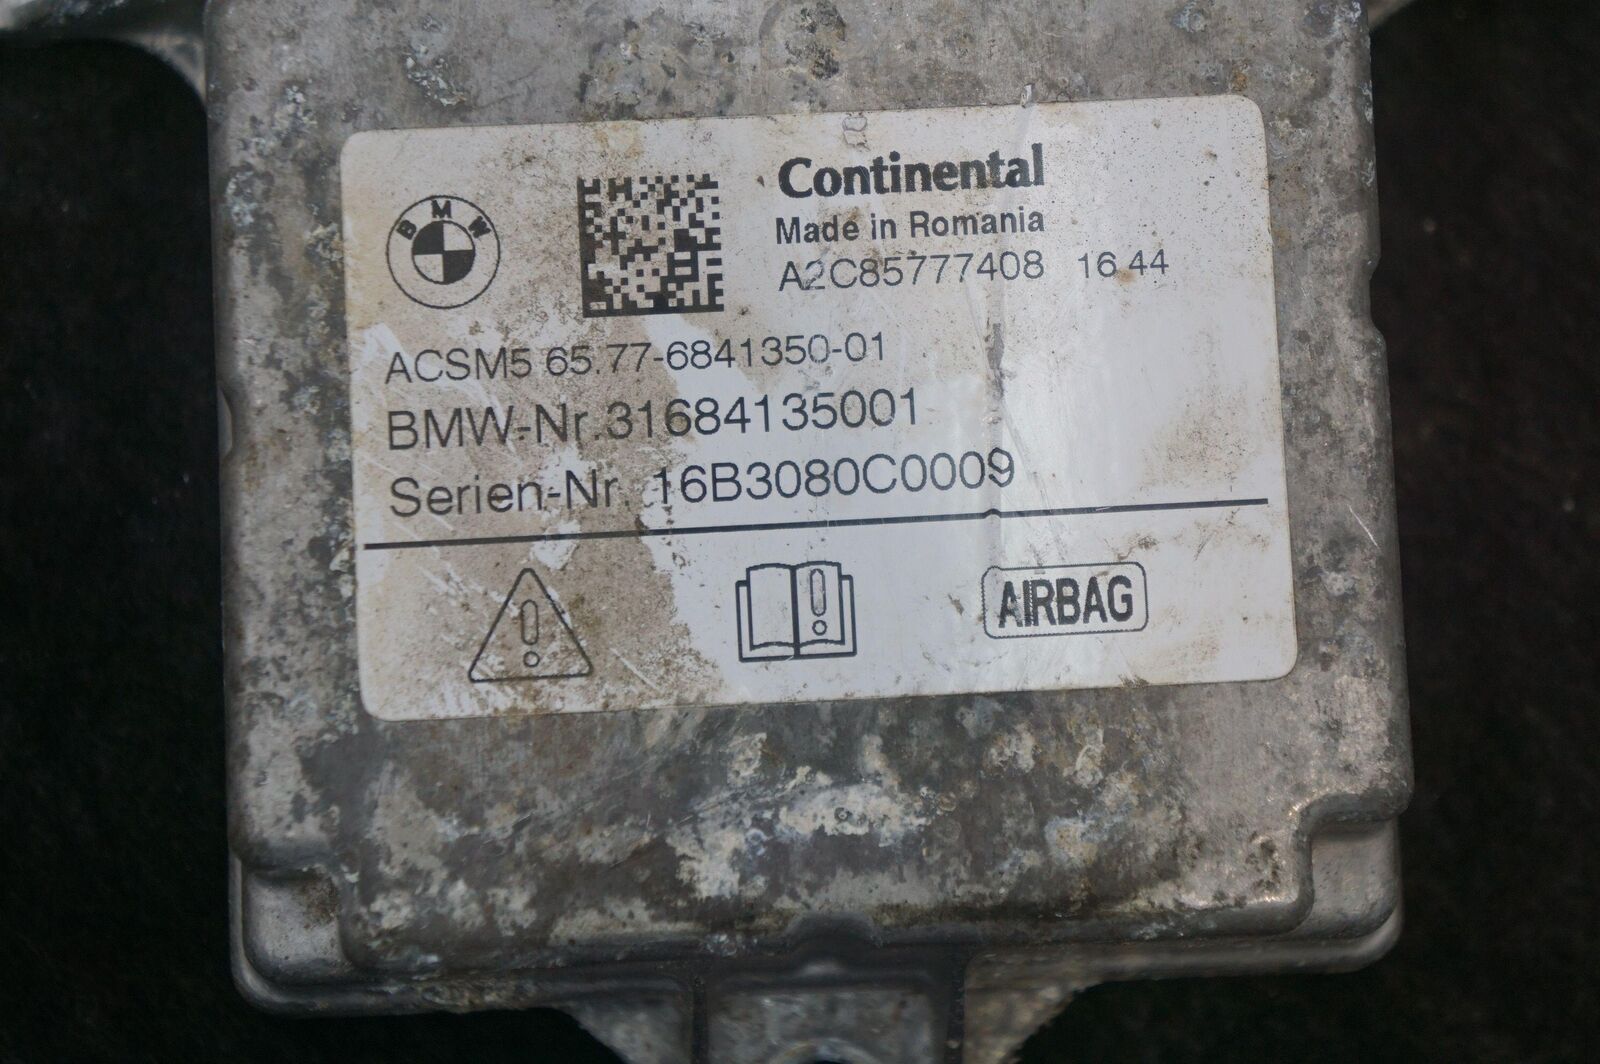 BMW
Continental
Made in Romania
A2C85777408 16 44
ACSM5 65.77-6841350-01
BMW-Nr.31684135001
Serien-Nr. 16B3080C0009
AIRBAG